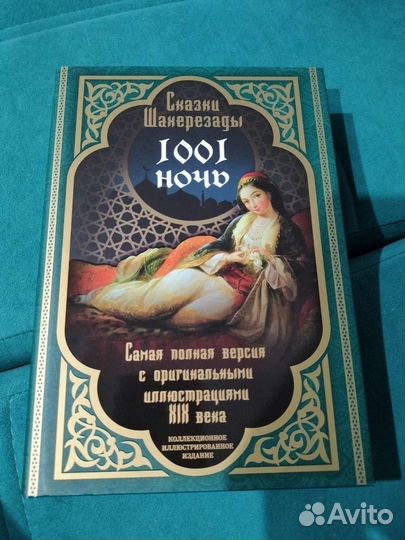 Сказки
Шахерезады
1001
ночь
Самая полная версия
с оригинальными
иллюстрациями
XIX века
КОЛЛЕКЦИОННОЕ
ИЛЛЮСТРИРОВАННОЕ
ИЗДАНИЕ
Avito